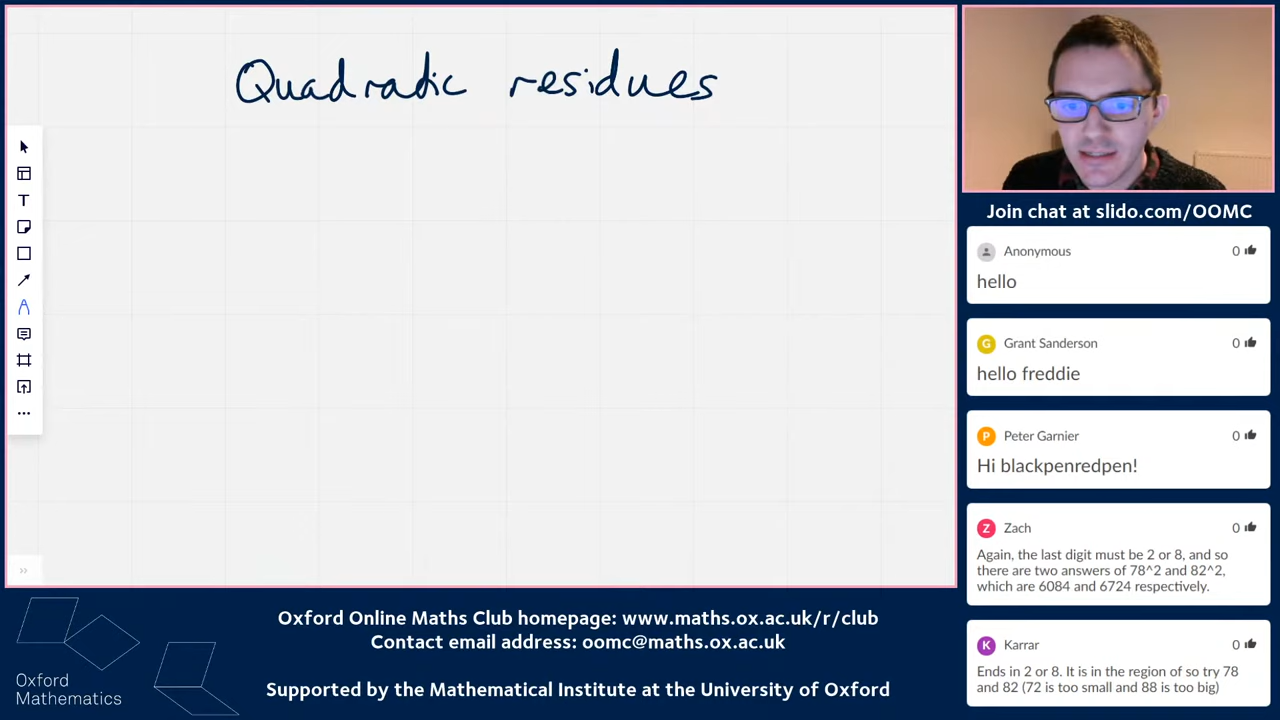 Quadratic residues
T
>>
Join chat at slido.com/OOMC
Anonymous
0
hello
G
Grant Sanderson
0
hello freddie
P
Peter Garnier
0
Hi blackpenredpen!
Z
Zach
0
Again, the last digit must be 2 or 8, and so
there are two answers of 78^2 and 82^2,
which are 6084 and 6724 respectively.
K
Karrar
0
Ends in 2 or 8. It is in the region of so try 78
and 82 (72 is too small and 88 is too big)
Oxford
Mathematics
Oxford Online Maths Club homepage: www.maths.ox.ac.uk/r/club
Contact email address: oomc@maths.ox.ac.uk
Supported by the Mathematical Institute at the University of Oxford